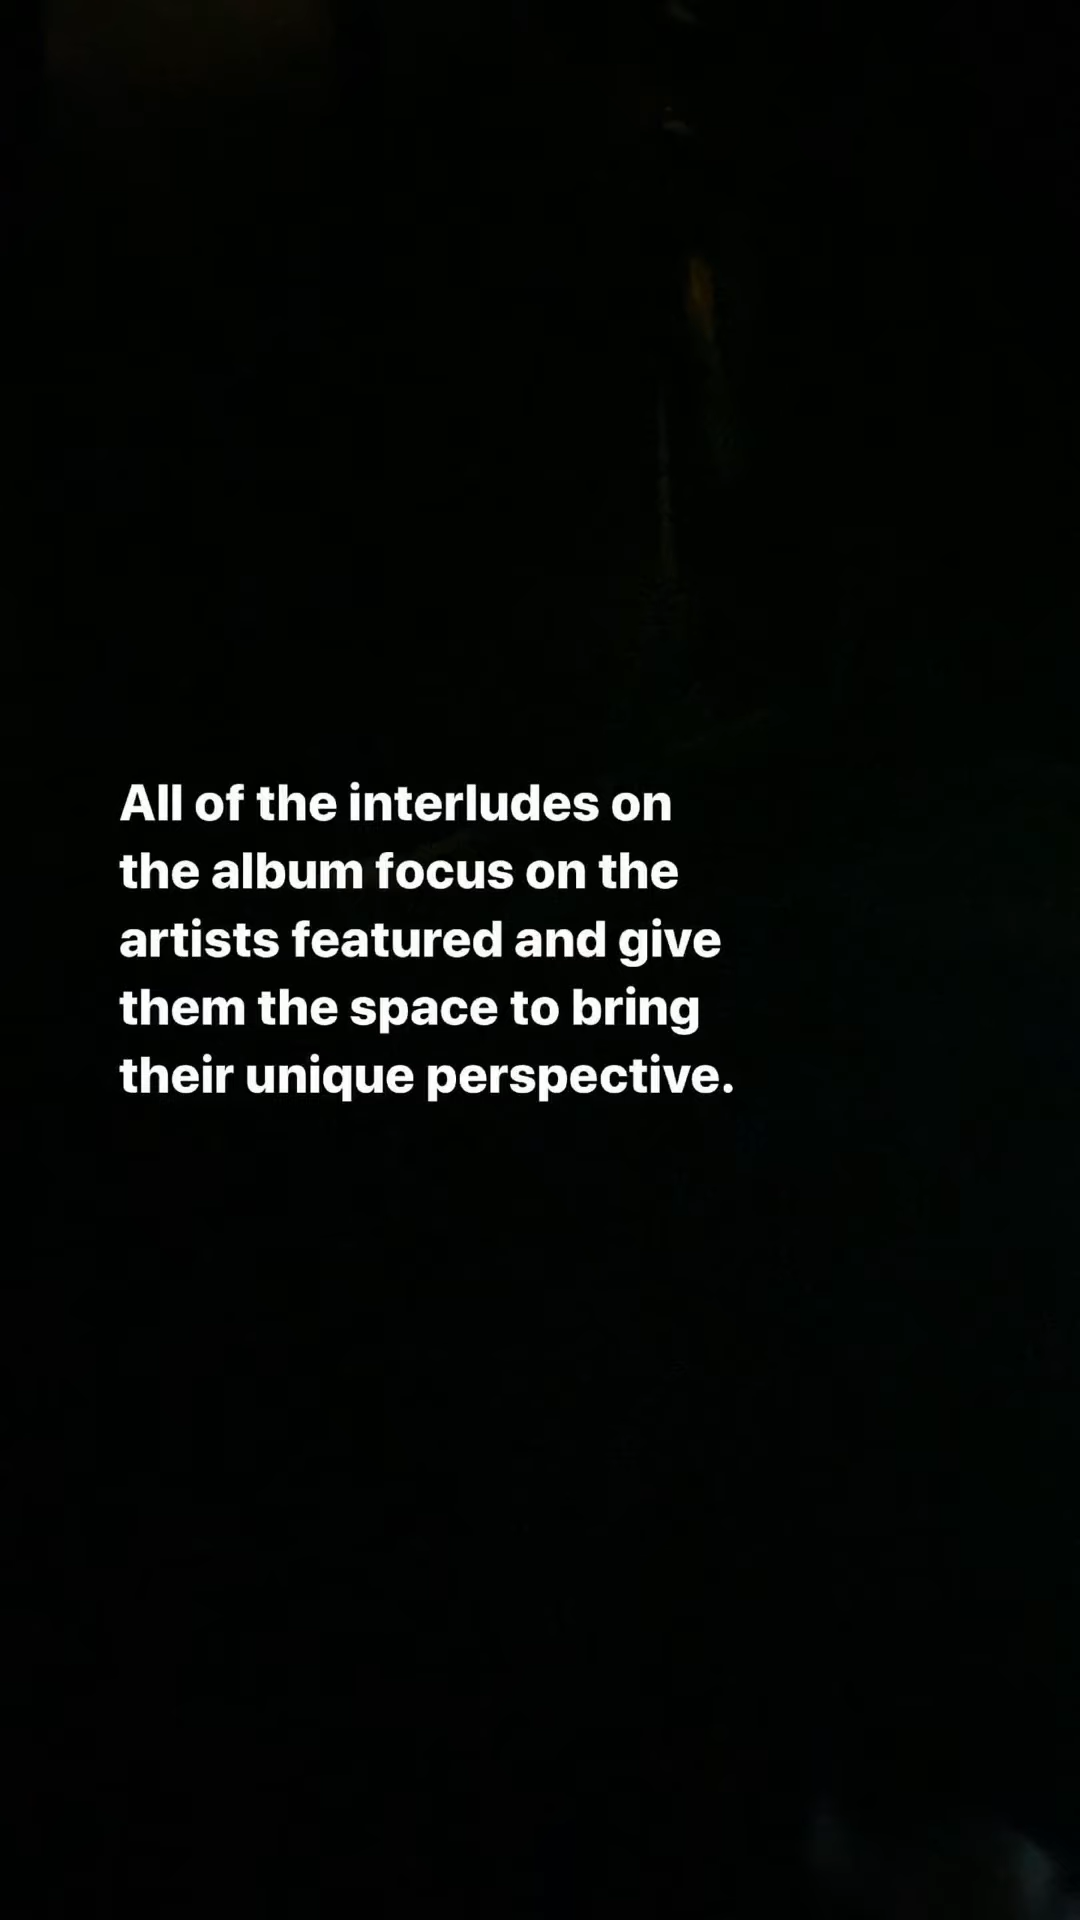 All of the interludes on
the album focus on the
artists featured and give
them the space to bring
their unique perspective.